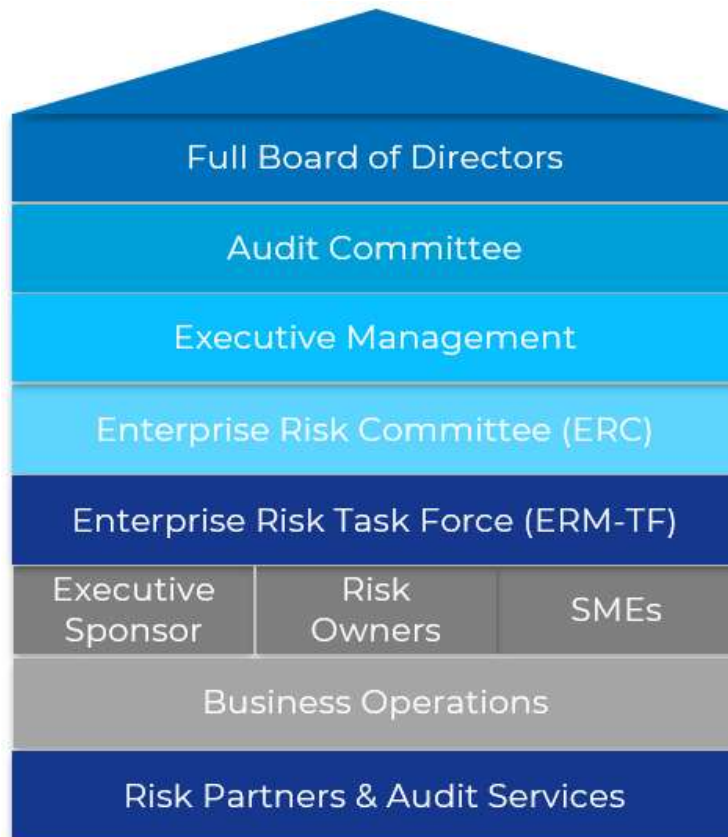 Full Board of Directors
Audit Committee
Executive Management
Enterprise Risk Committee (ERC)
Enterprise Risk Task Force (ERM-TF)
Executive
Sponsor
Risk
Owners
SMEs
Business Operations
Risk Partners & Audit Services